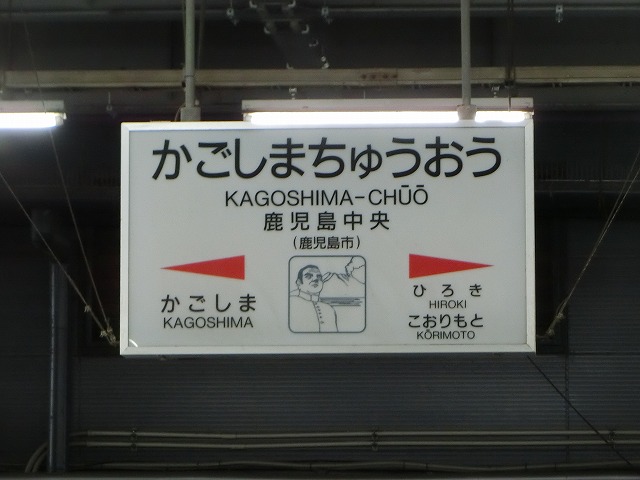 かごしまちゅうおう
KAGOSHIMA-CHŪŌ
鹿児島中央
(鹿児島市)
かごしま
KAGOSHIMA
ひろき
HIROKI
こおりもと
KŌRIMOTO